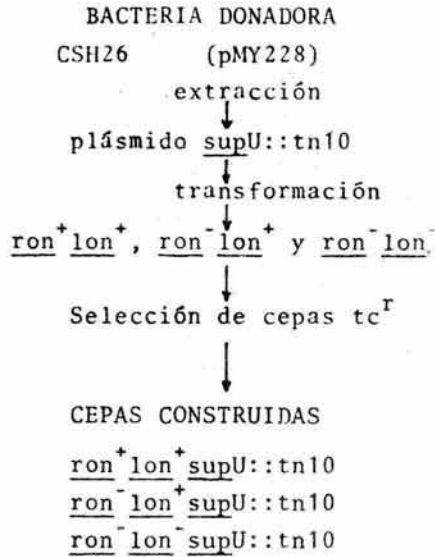 BACTERIA DONADORA
CSH26 (pMY228)
extracción
plásmido supU::tn10
transformación
ron⁺lon⁺, ron⁻lon⁺ y ron⁻lon⁻
Selección de cepas tcʳ
CEPAS CONSTRUIDAS
ron⁺lon⁺supU::tn10
ron⁻lon⁺supU::tn10
ron⁻lon⁻supU::tn10